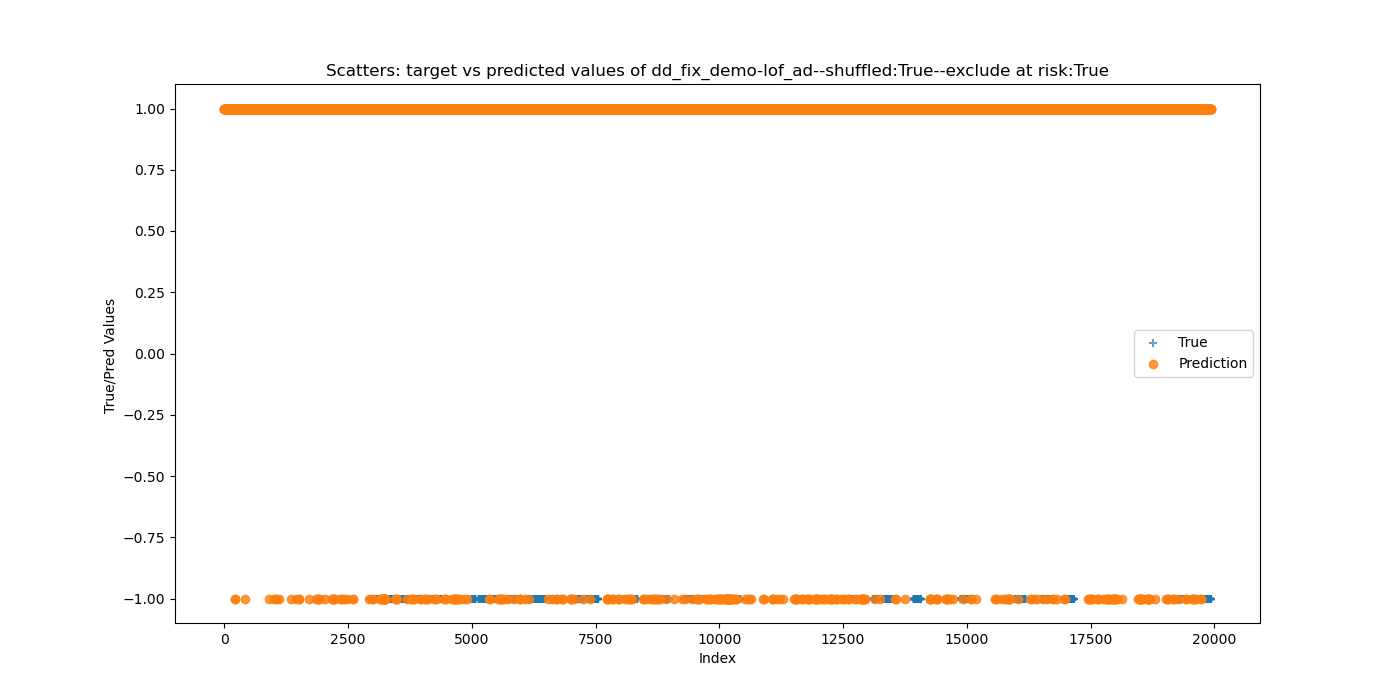 Scatters: target vs predicted values of dd_fix_demo-lof_ad--shuffled:True--exclude at risk:True
True/Pred Values
1.00
0.75
0.50
0.25
0.00
−0.25
−0.50
−0.75
−1.00
True
Prediction
0 2500 5000 7500 10000 12500 15000 17500 20000
Index